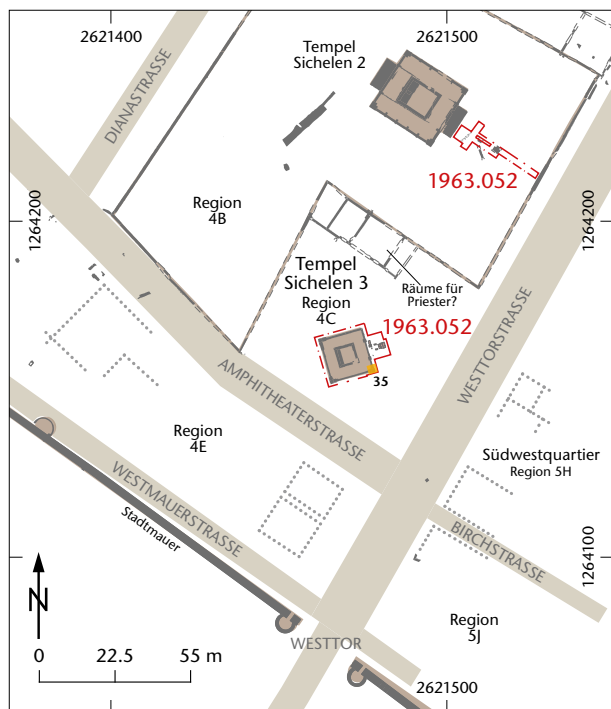 2621400
2621500
Tempel
Sichelen 2
DIANASTRASSE
1963.052
Region
4B
1264200
1264200
Tempel
Sichelen 3
Region
4C
Räume für
Priester?
1963.052
WESTTORSTRASSE
35
AMPHITHEATERSTRASSE
Region
4E
Südwestquartier
Region 5H
WESTMAUERSTRASSE
Stadtmauer
BIRCHSTRASSE
1264100
N
Region
5J
WESTTOR
0 22.5 55 m
2621500